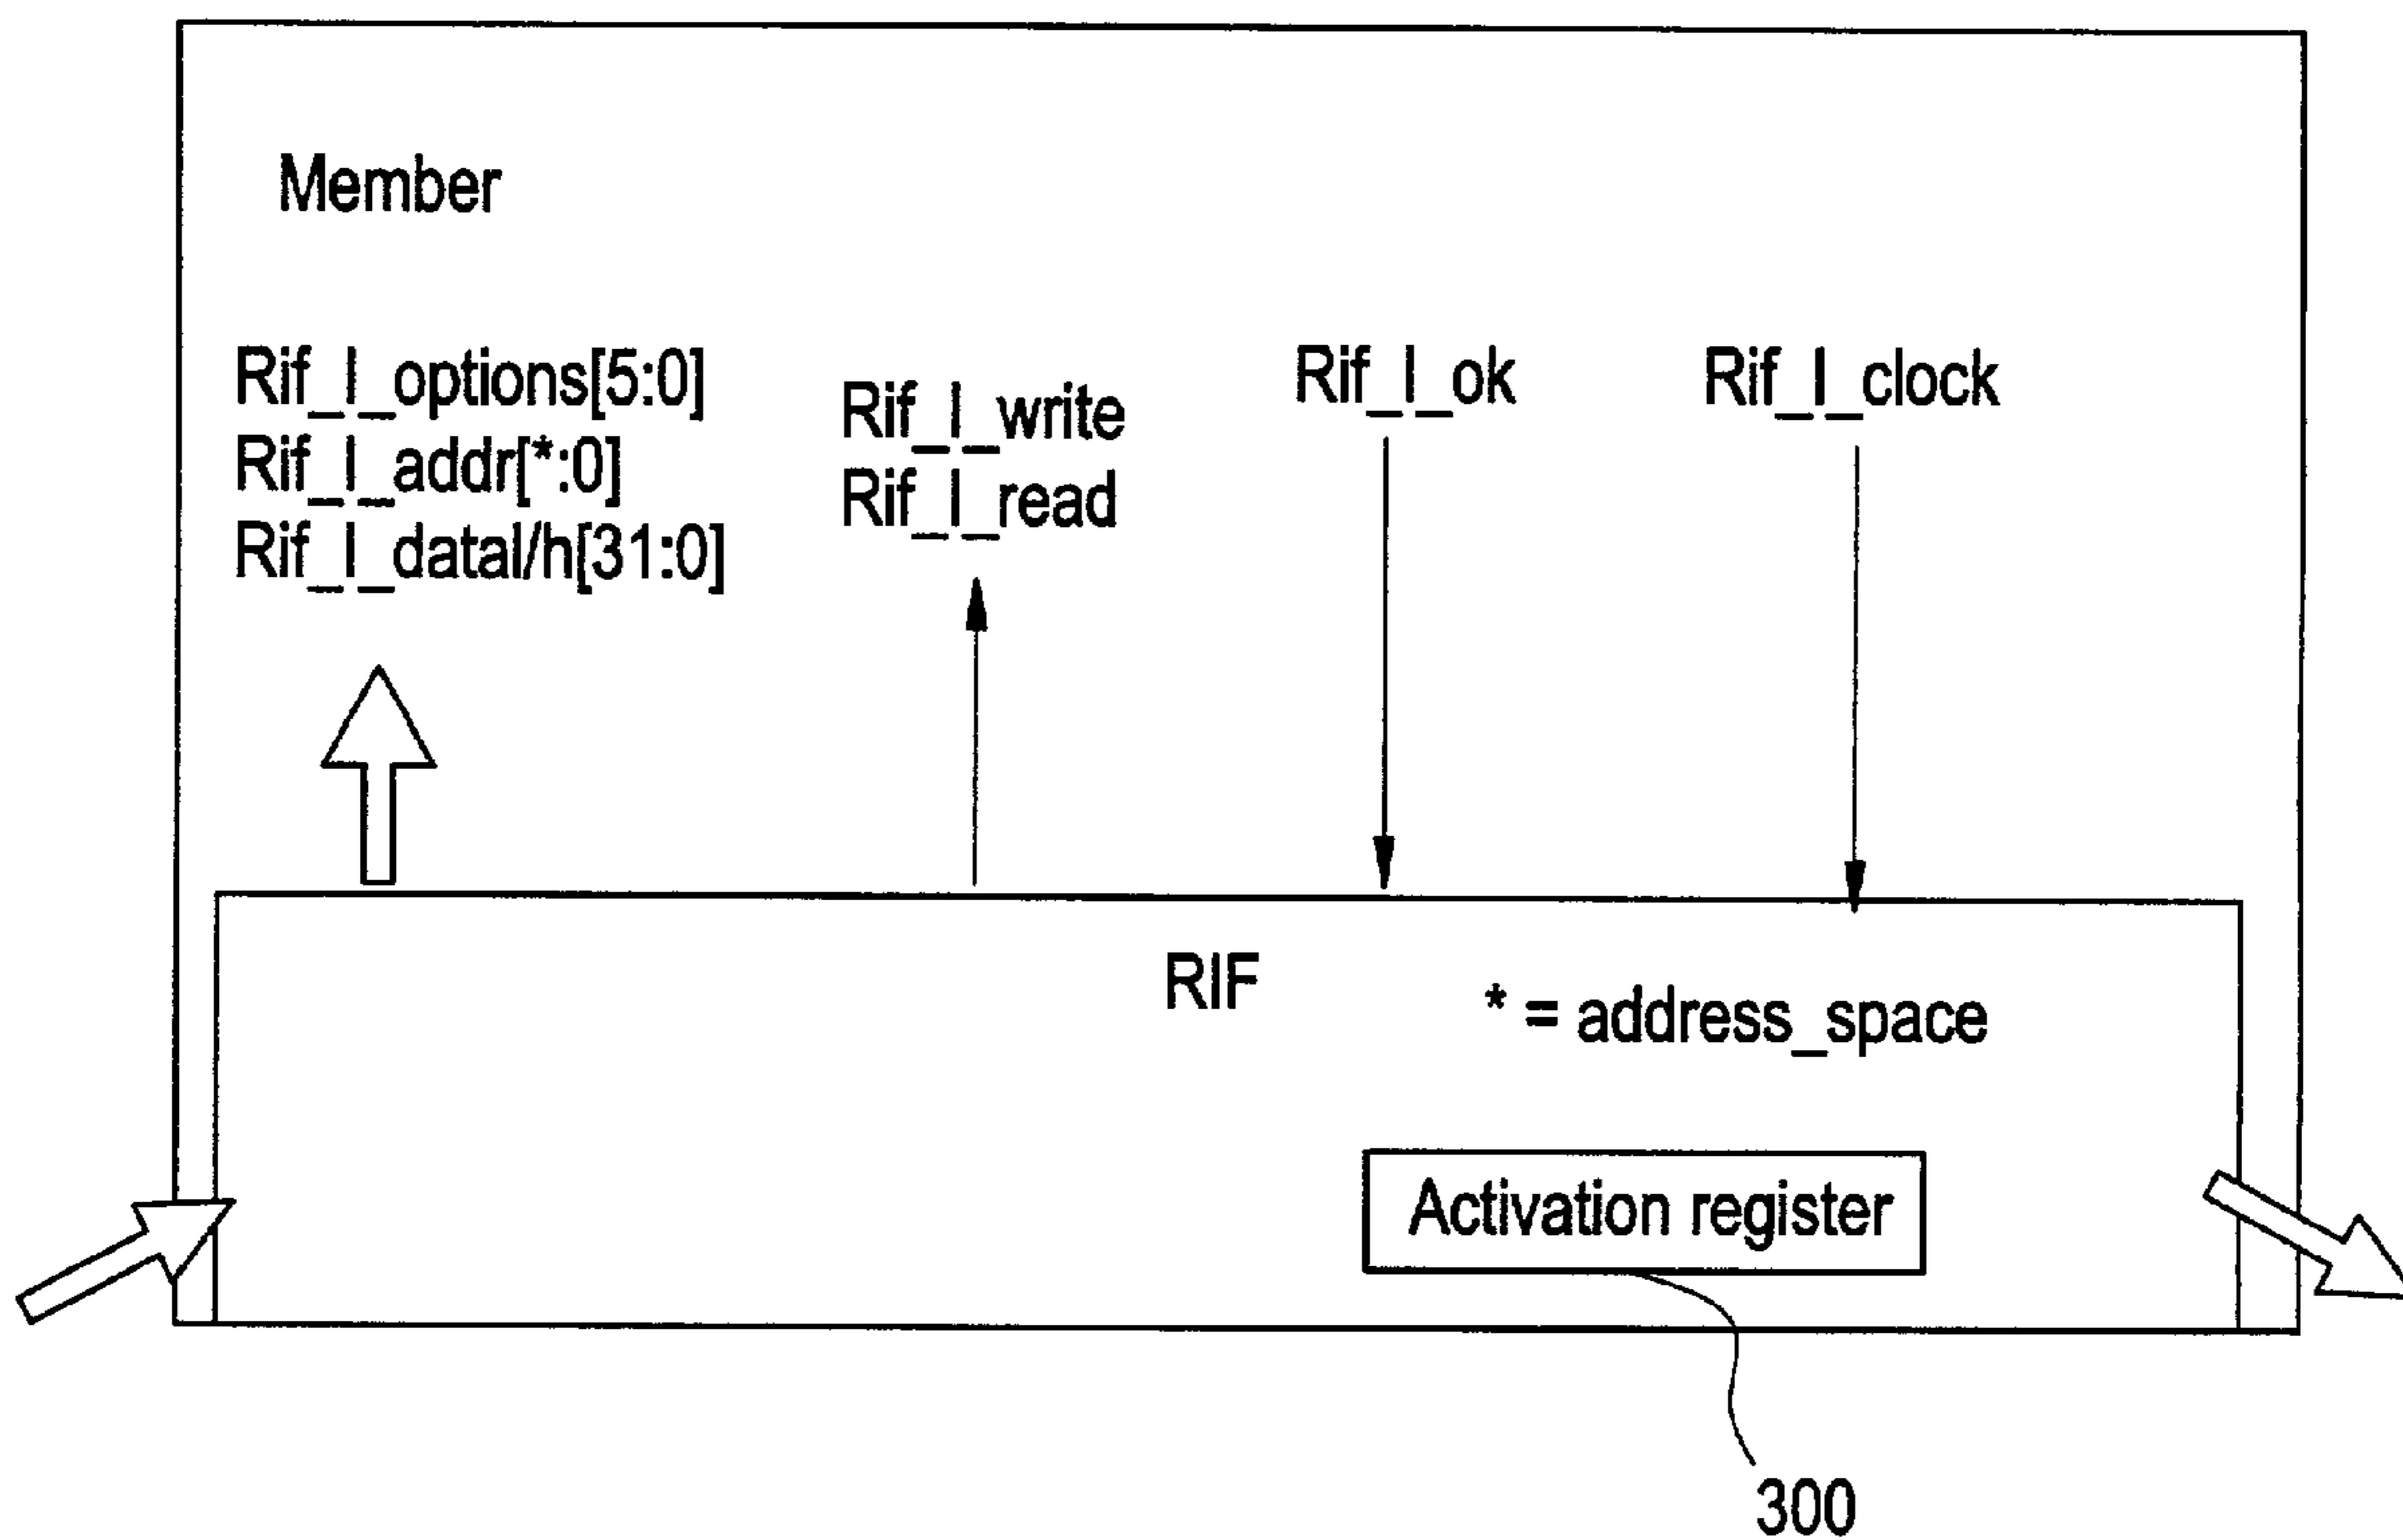 Member
Rif_I_options[5:0]
Rif_I_addr[*:0]
Rif_I_datal/h[31:0]
Rif_I_write
Rif_I_read
Rif_I_ok
Rif_I_clock
RIF
* = address_space
Activation register
300